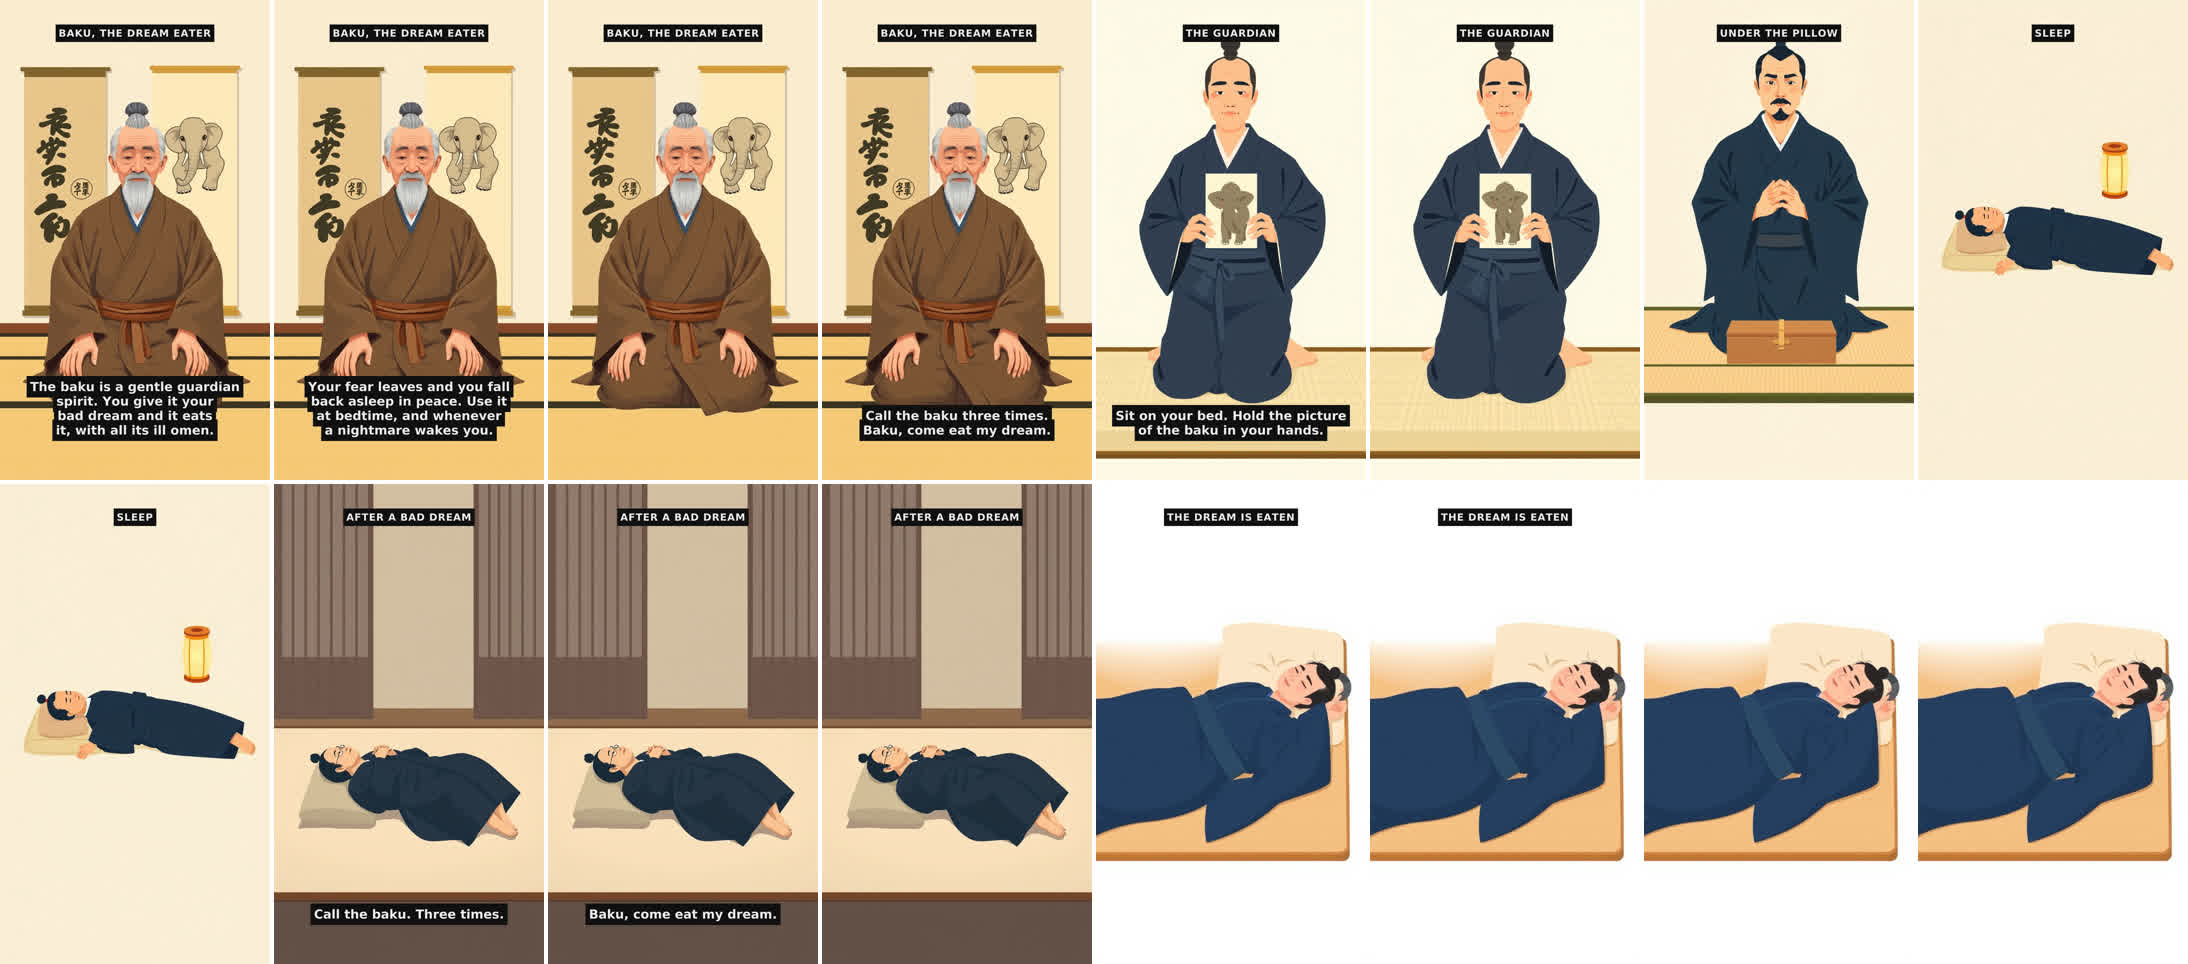 BAKU, THE DREAM EATER
The baku is a gentle guardian
spirit. You give it your
bad dream and it eats
it, with all its ill omen.
BAKU, THE DREAM EATER
Your fear leaves and you fall
back asleep in peace. Use it
at bedtime, and whenever
a nightmare wakes you.
BAKU, THE DREAM EATER
BAKU, THE DREAM EATER
Call the baku three times.
Baku, come eat my dream.
THE GUARDIAN
Sit on your bed. Hold the picture
of the baku in your hands.
THE GUARDIAN
UNDER THE PILLOW
SLEEP
SLEEP
AFTER A BAD DREAM
Call the baku. Three times.
AFTER A BAD DREAM
Baku, come eat my dream.
AFTER A BAD DREAM
THE DREAM IS EATEN
THE DREAM IS EATEN